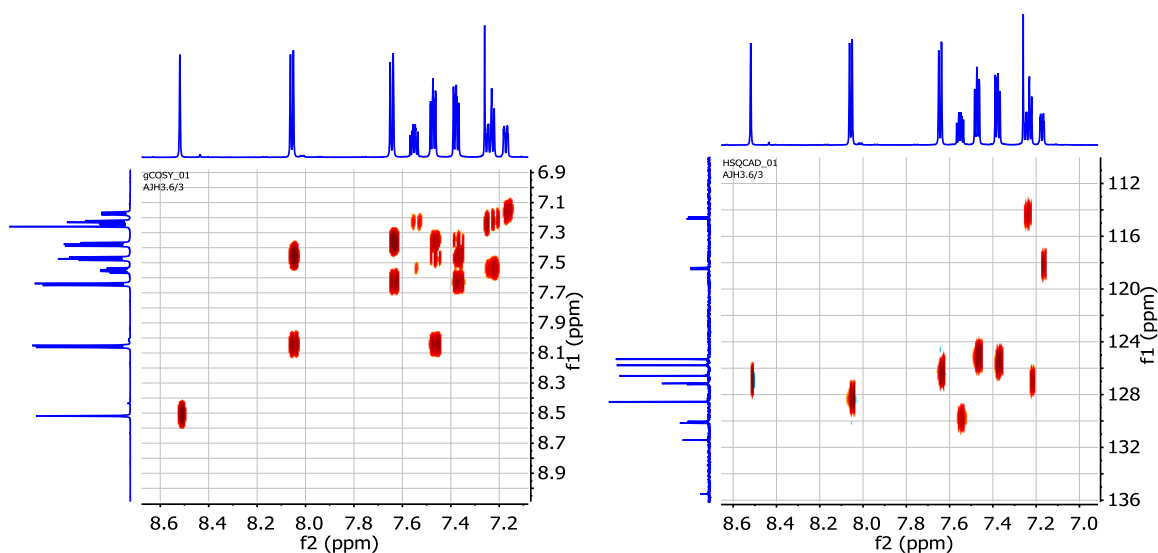 gCOSY_01
AJH3.6/3
6.9
7.1
7.3
7.5
7.7
7.9
8.1
8.3
8.5
8.7
8.9
f1 (ppm)
8.6 8.4 8.2 8.0 7.8 7.6 7.4 7.2
f2 (ppm)
HSQCAD_01
AJH3.6/3
112
116
120
124
128
132
136
f1 (ppm)
8.6 8.4 8.2 8.0 7.8 7.6 7.4 7.2 7.0
f2 (ppm)